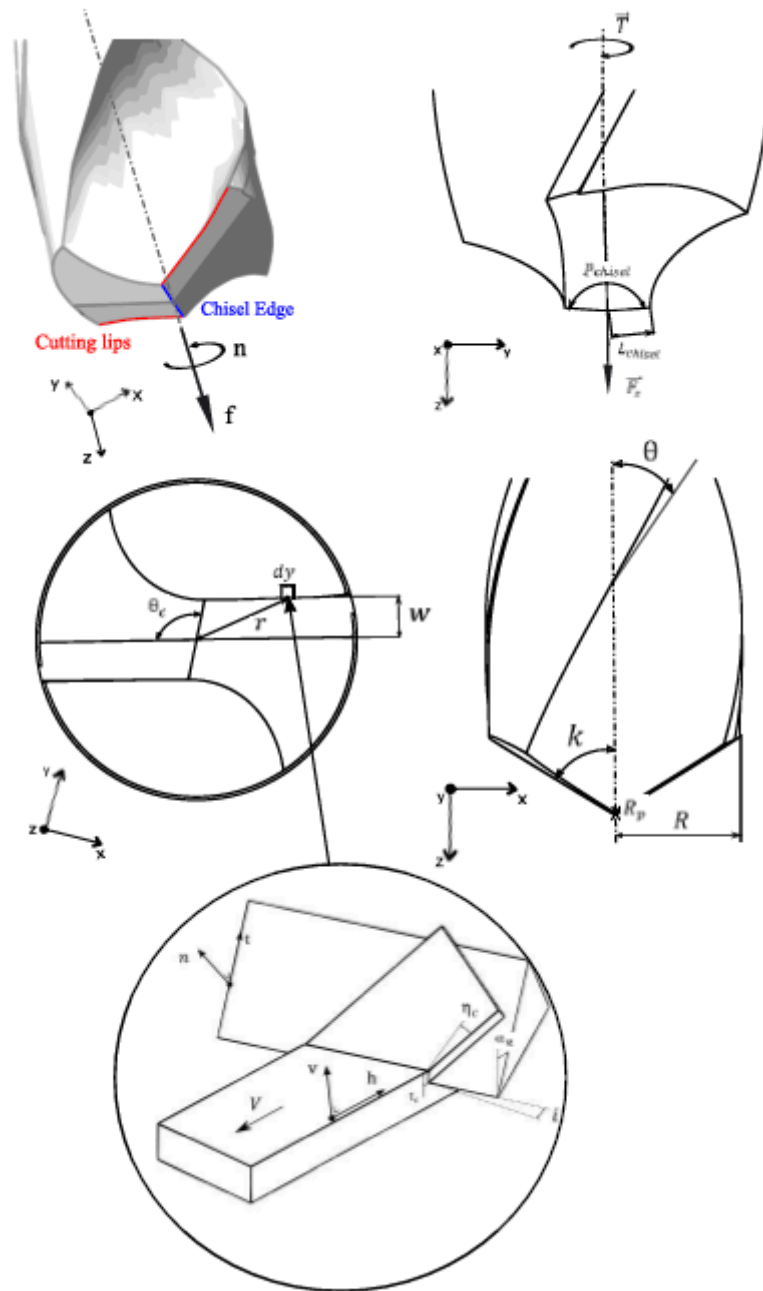 T
Chisel Edge
Cutting lips
n
f
Y
X
Z
p_chisel
L_chisel
F_z
X
Y
Z
dy
θ_c
r
w
Y
Z
X
θ
k
R_p
R
Y
X
Z
t
n
η_c
v
h
V
i